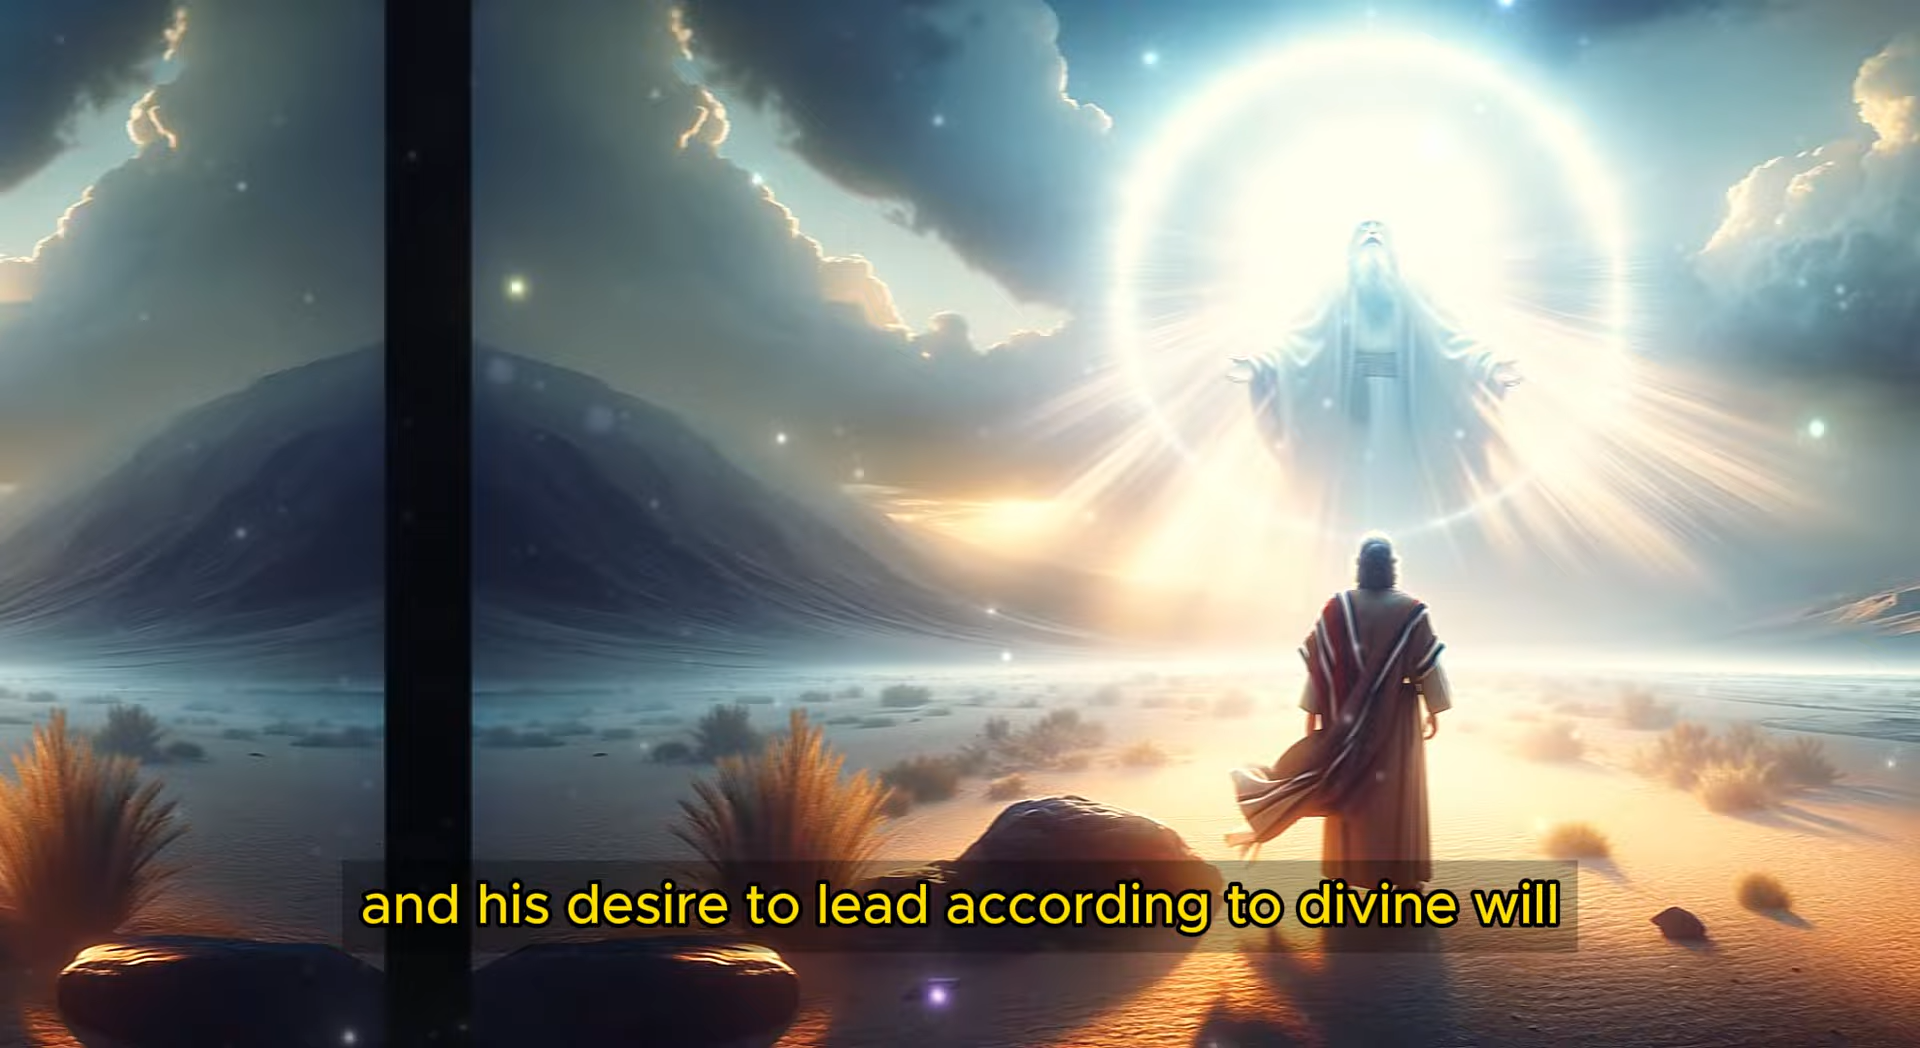 and his desire to lead according to divine will